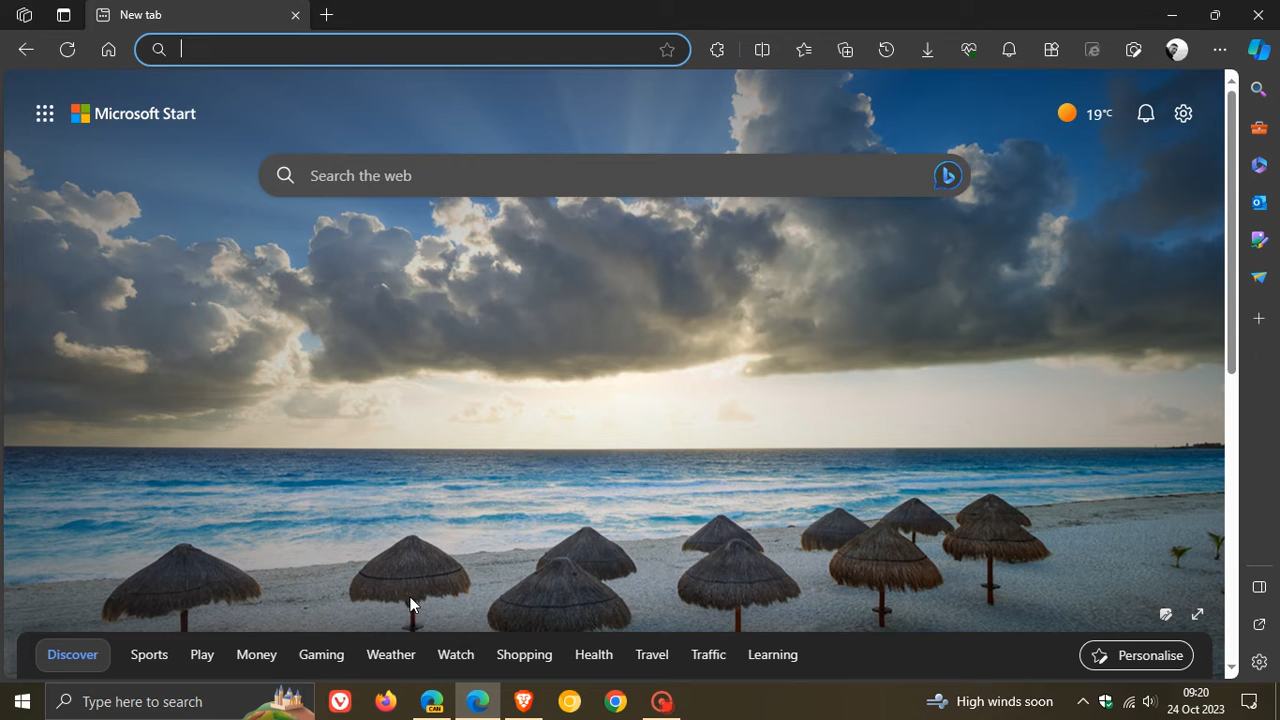 New tab
Microsoft Start
19°C
Search the web
Discover Sports Play Money Gaming Weather Watch Shopping Health Travel Traffic Learning Personalise
Type here to search
CAN
High winds soon
09:20
24 Oct 2023